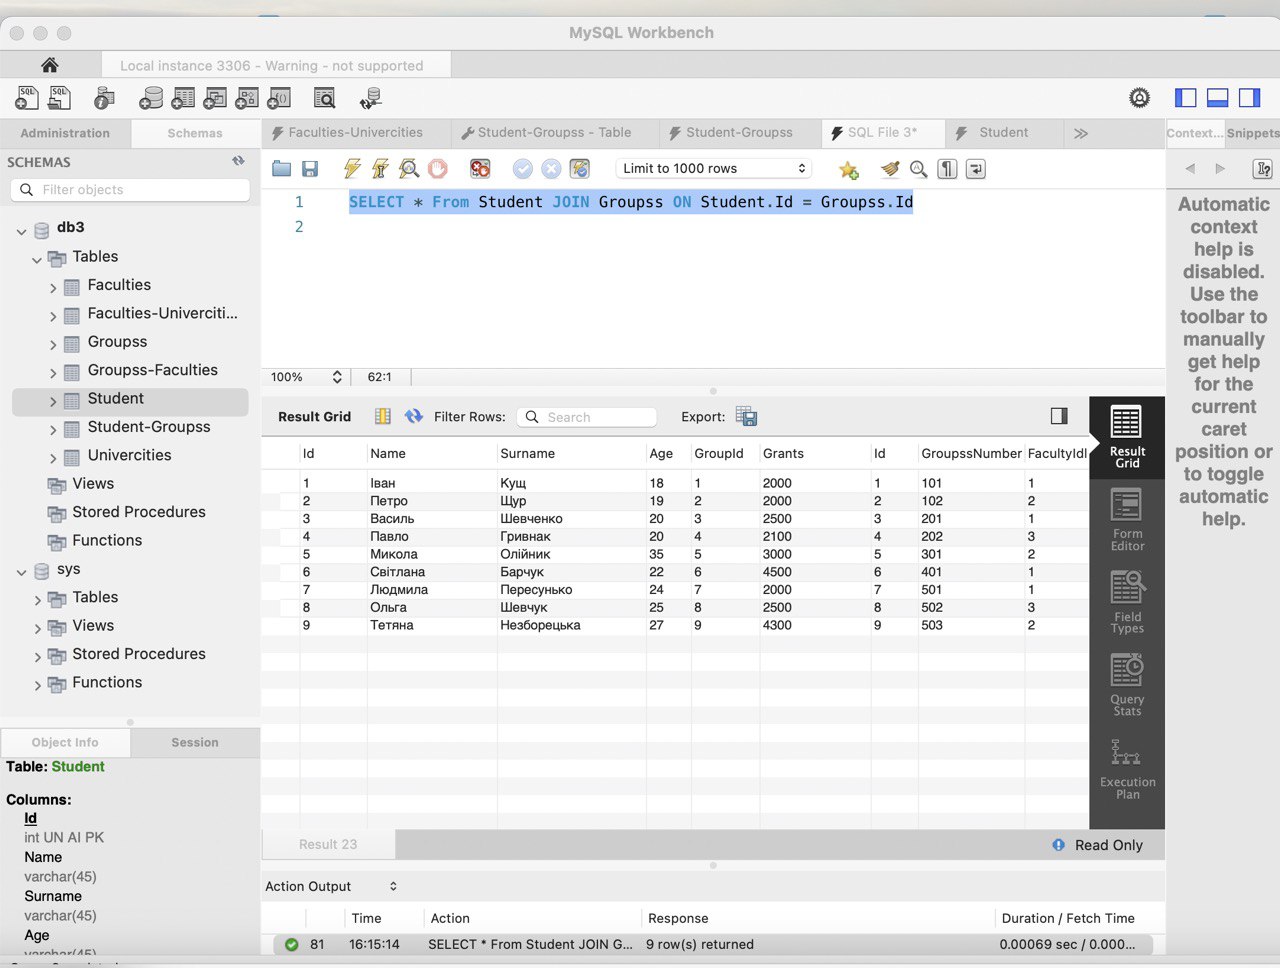 MySQL Workbench
Local instance 3306 - Warning - not supported
Administration
Schemas
Faculties-Univercities
Student-Groupss - Table
Student-Groupss
SQL File 3*
Student
Context...
Snippets
SCHEMAS
Filter objects
db3
Tables
Faculties
Faculties-Univerciti...
Groupss
Groupss-Faculties
Student
Student-Groupss
Univercities
Views
Stored Procedures
Functions
sys
Tables
Views
Stored Procedures
Functions
Object Info
Session
Table: Student
Columns:
Id
int UN AI PK
Name
varchar(45)
Surname
varchar(45)
Age
varchar(45)
Limit to 1000 rows
1 SELECT * From Student JOIN Groupss ON Student.Id = Groupss.Id
2
100%
62:1
Result Grid
Filter Rows:
Search
Export:
Id Name Surname Age GroupId Grants Id GroupssNumber FacultyIdI
1 Іван Кущ 18 1 2000 1 101 1
2 Петро Щур 19 2 2000 2 102 2
3 Василь Шевченко 20 3 2500 3 201 1
4 Павло Гривнак 20 4 2100 4 202 3
5 Микола Олійник 35 5 3000 5 301 2
6 Світлана Барчук 22 6 4500 6 401 1
7 Людмила Пересунько 24 7 2000 7 501 1
8 Ольга Шевчук 25 8 2500 8 502 3
9 Тетяна Незборецька 27 9 4300 9 503 2
Result
Grid
Form
Editor
Field
Types
Query
Stats
Execution
Plan
Result 23
Read Only
Action Output
Time Action Response Duration / Fetch Time
81 16:15:14 SELECT * From Student JOIN G... 9 row(s) returned 0.00069 sec / 0.000...
Automatic
context
help is
disabled.
Use the
toolbar to
manually
get help
for the
current
caret
position or
to toggle
automatic
help.